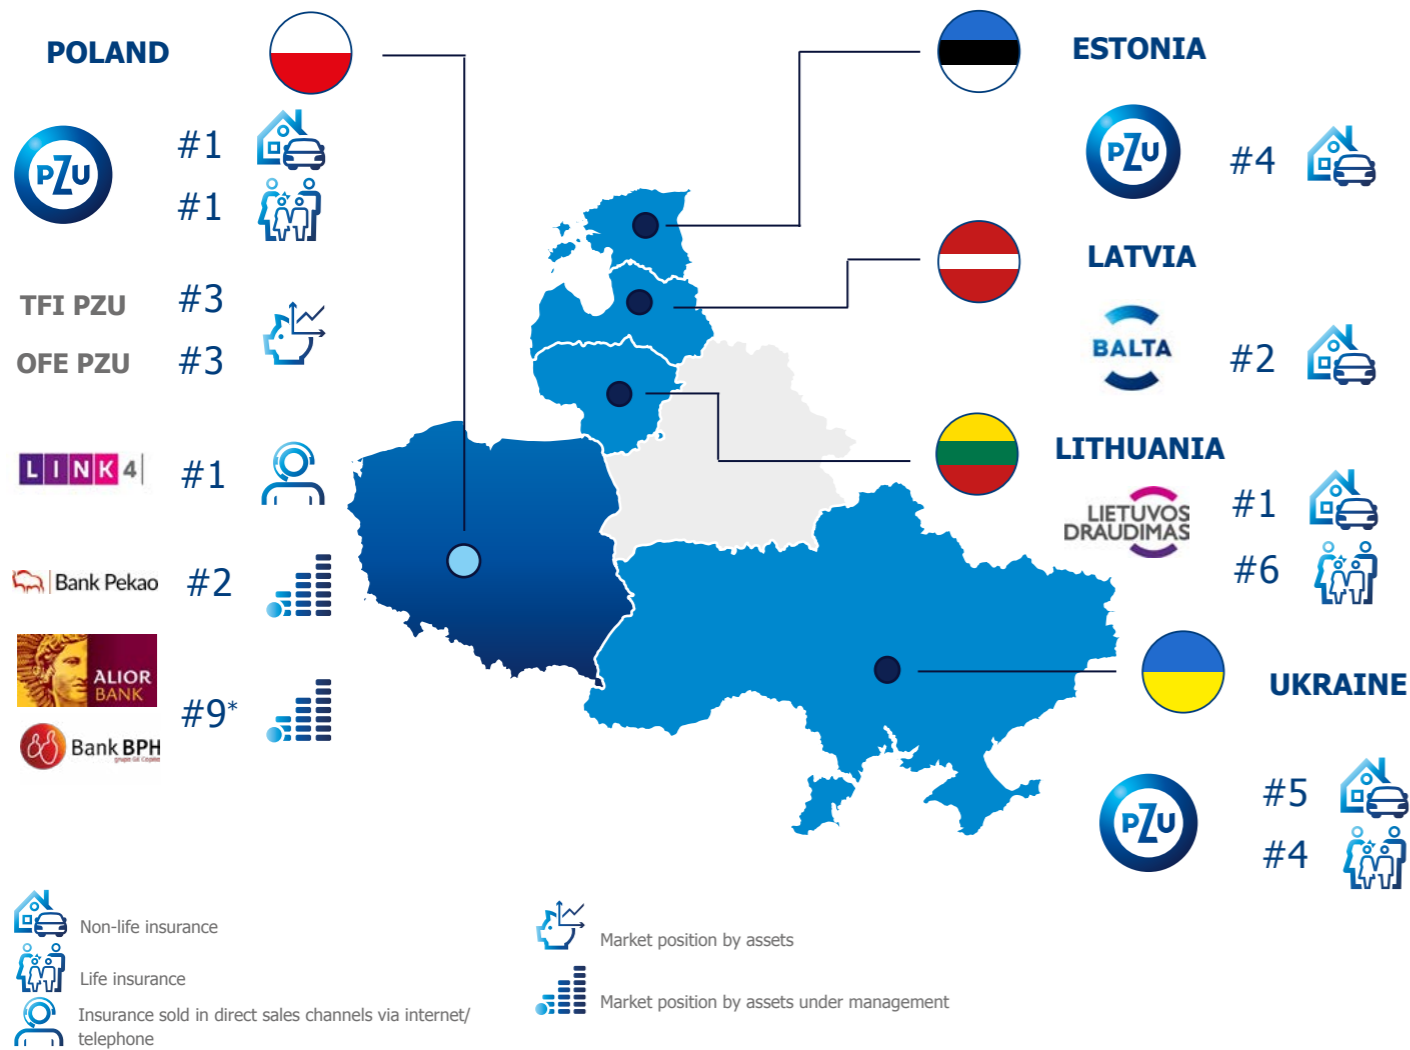 POLAND
PZU
#1
#1
TFI PZU
#3
OFE PZU
#3
LINK4
#1
Bank Pekao
#2
ALIOR
BANK
#9*
Bank BPH
ESTONIA
PZU
#4
LATVIA
BALTA
#2
LITHUANIA
LIETUVOS
DRAUDIMAS
#1
#6
UKRAINE
PZU
#5
#4
Non-life insurance
Life insurance
Insurance sold in direct sales channels via internet/
telephone
Market position by assets
Market position by assets under management